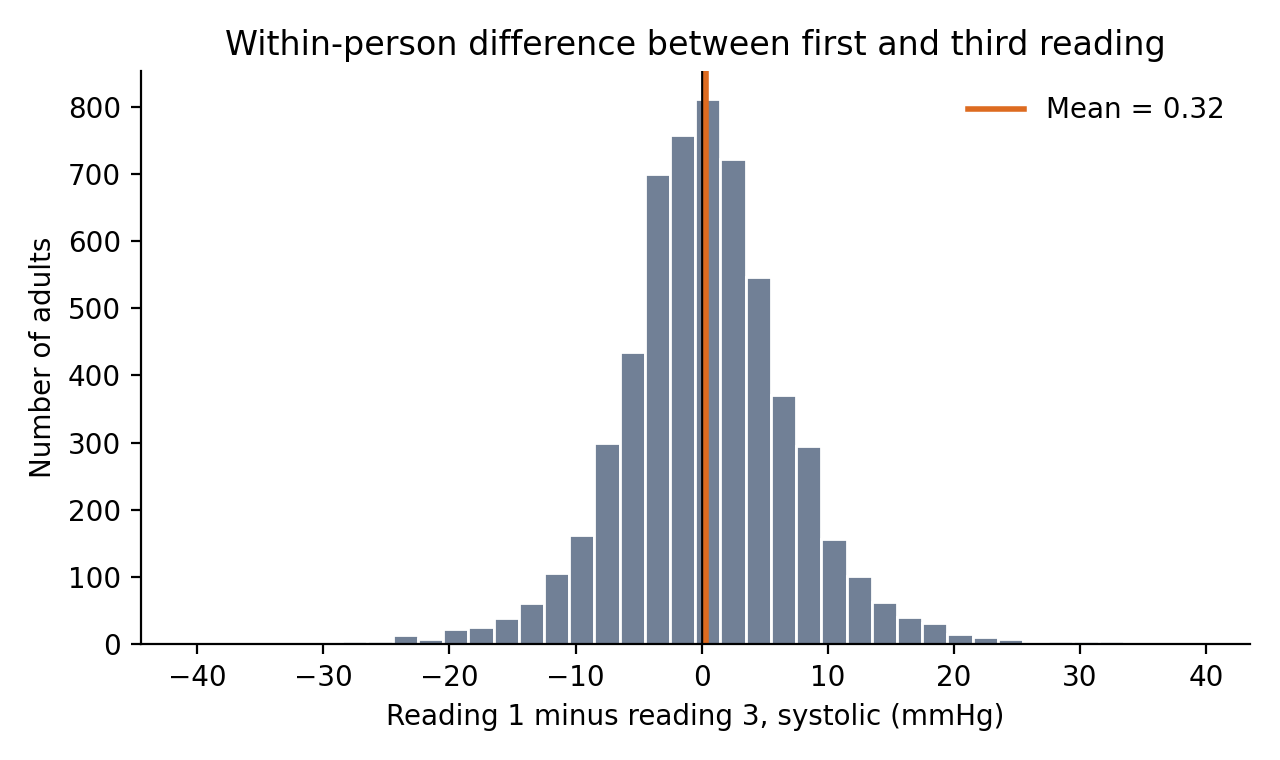 Within-person difference between first and third reading
Mean = 0.32
Number of adults
800
700
600
500
400
300
200
100
0
−40 −30 −20 −10 0 10 20 30 40
Reading 1 minus reading 3, systolic (mmHg)